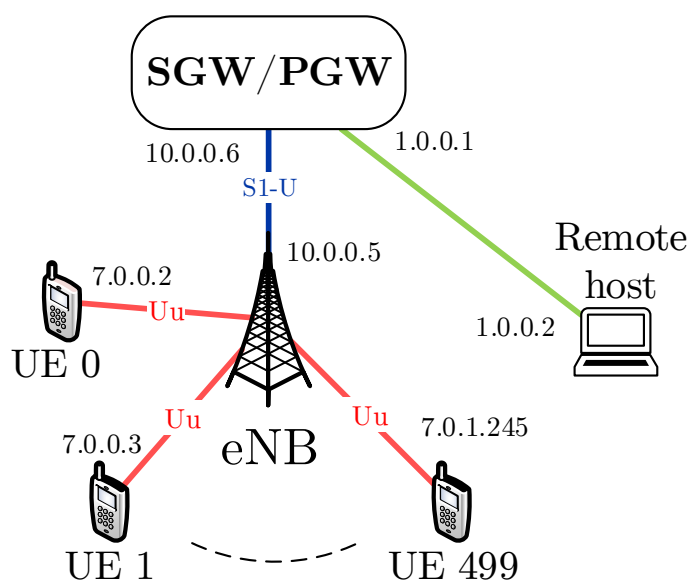 SGW/PGW
10.0.0.6
1.0.0.1
S1-U
10.0.0.5
Remote
host
7.0.0.2
Uu
1.0.0.2
UE 0
Uu
Uu
7.0.0.3
7.0.1.245
eNB
UE 1
UE 499